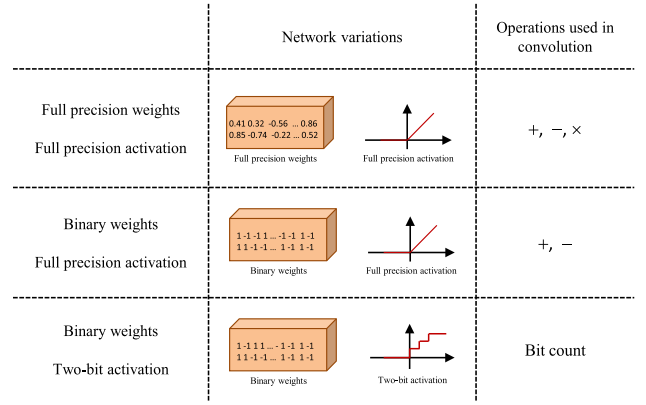 Network variations
Operations used in
convolution
Full precision weights
Full precision activation
0.41 0.32 -0.56 ... 0.86
0.85 -0.74 -0.22 ... 0.52
Full precision weights
Full precision activation
+, −, ×
Binary weights
Full precision activation
1 -1 -1 1 ... -1 -1 1 -1
1 1 -1 -1 ... 1 -1 1 -1
Binary weights
Full precision activation
+, −
Binary weights
Two-bit activation
1 -1 1 1 ... - 1 -1 1 -1
1 1 -1 -1 ... 1 -1 1 -1
Binary weights
Two-bit activation
Bit count